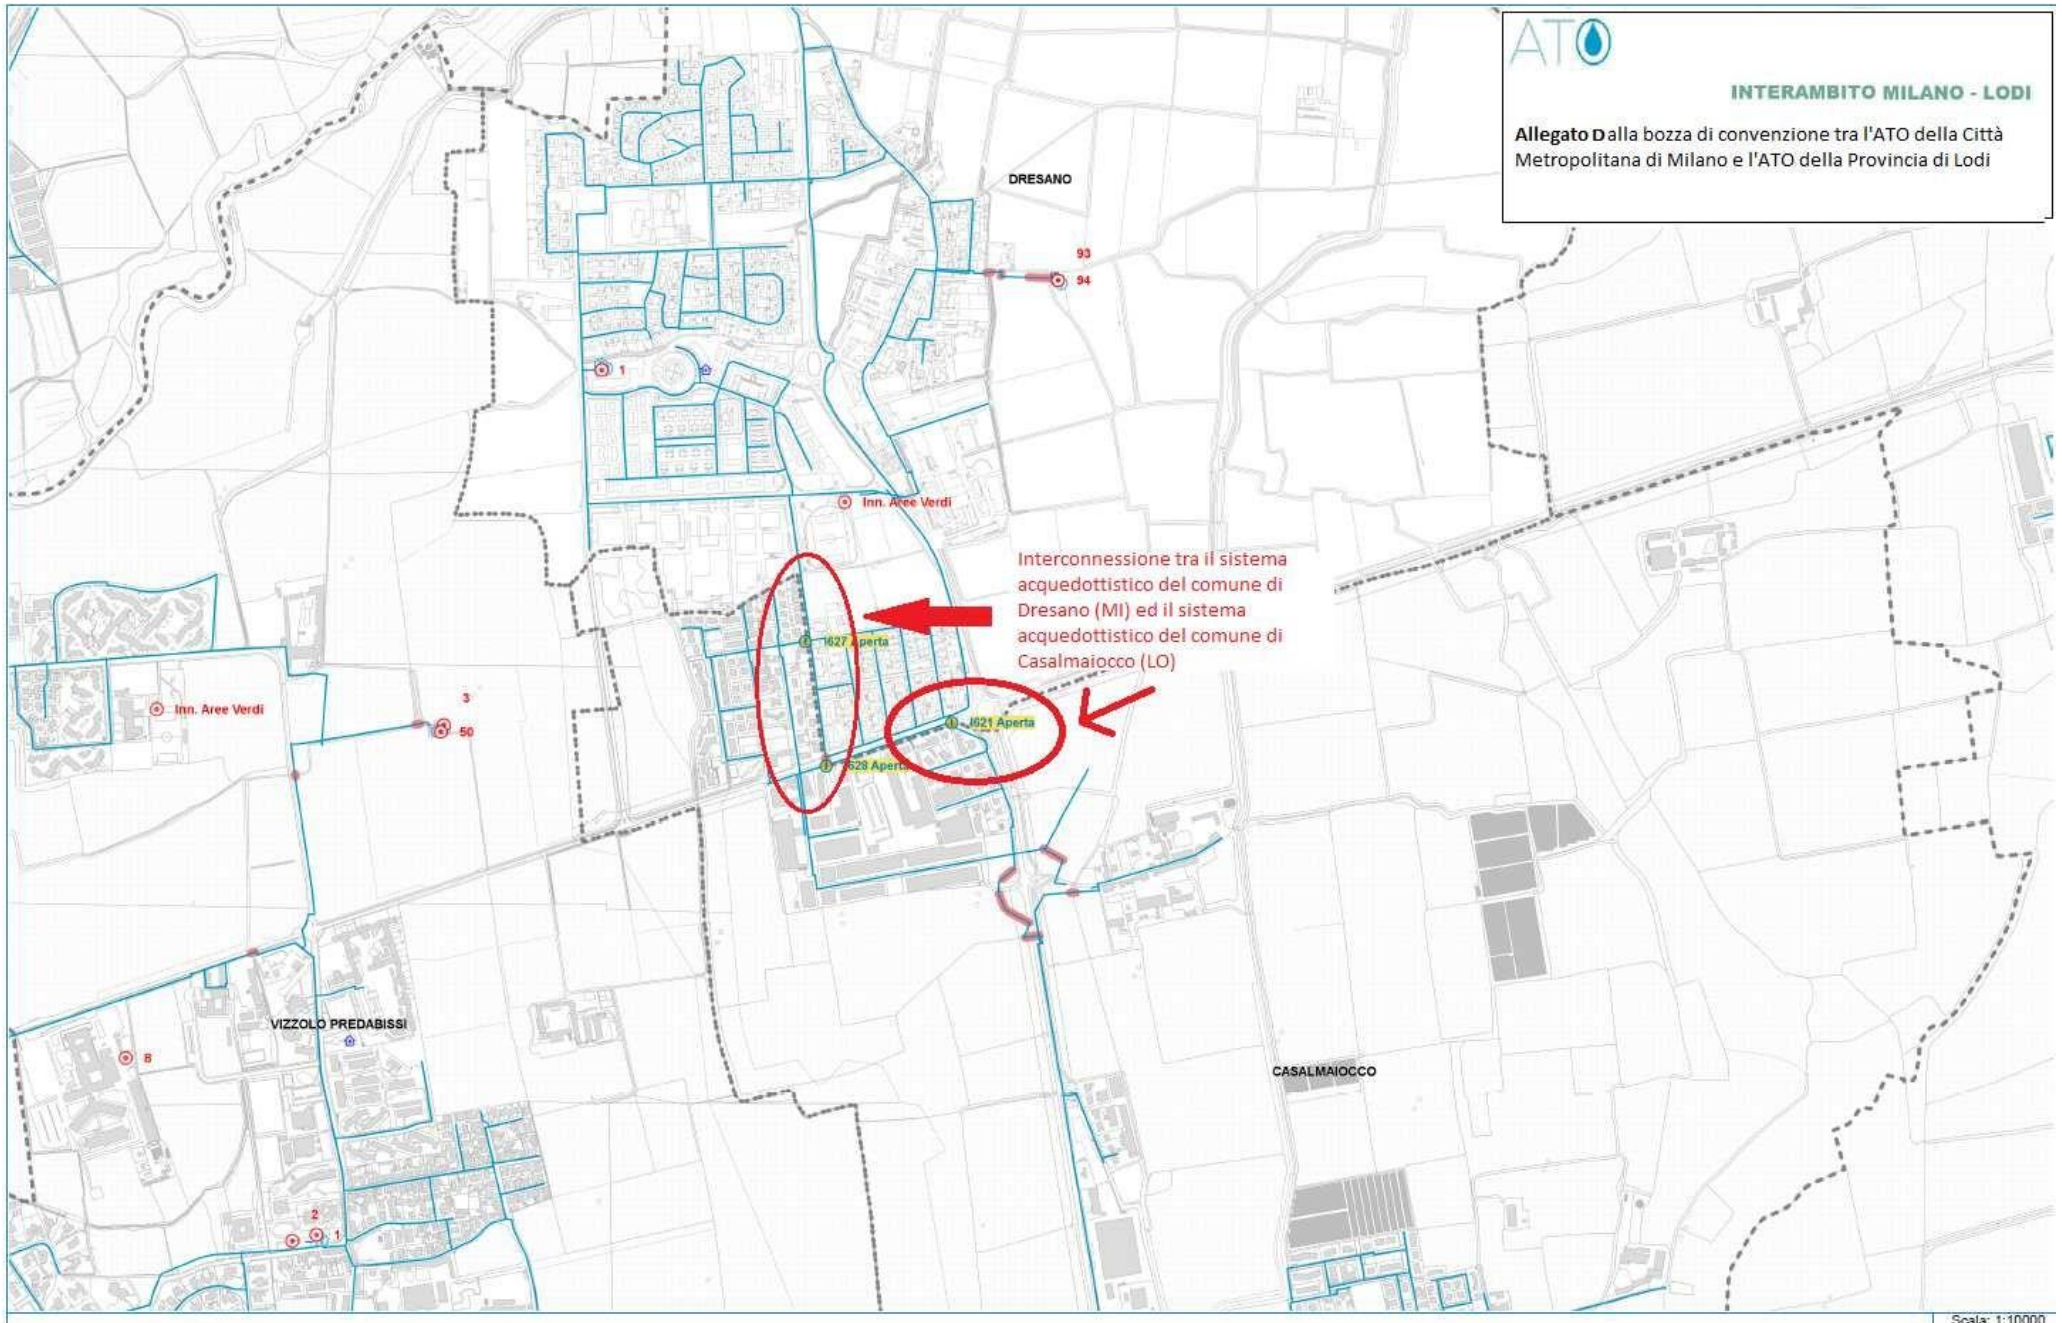 ATO
INTERAMBITO MILANO - LODI
Allegato D alla bozza di convenzione tra l'ATO della Città
Metropolitana di Milano e l'ATO della Provincia di Lodi
DRESANO
93
94
1
Inn. Aree Verdi
Interconnessione tra il sistema
acquedottistico del comune di
Dresano (MI) ed il sistema
acquedottistico del comune di
Casalmaiocco (LO)
I627 Aperta
3
Inn. Aree Verdi
50
I621 Aperta
I628 Aperta
VIZZOLO PREDABISSI
8
CASALMAIOCCO
2
1
Scala: 1:10000